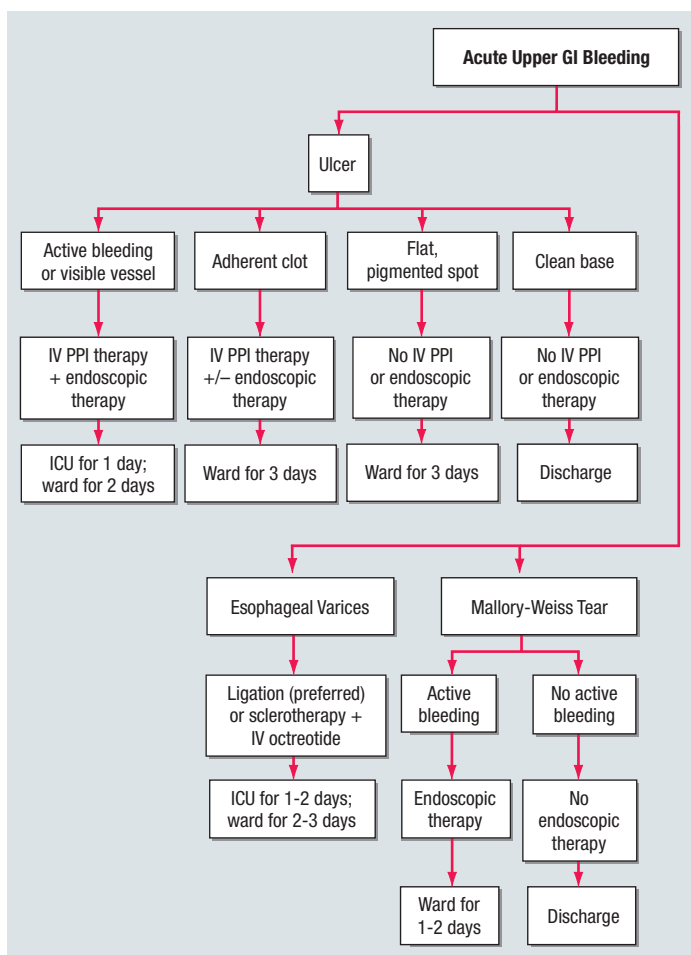 Acute Upper GI Bleeding
Ulcer
Active bleeding
or visible vessel
Adherent clot
Flat,
pigmented spot
Clean base
IV PPI therapy
+ endoscopic
therapy
IV PPI therapy
+/– endoscopic
therapy
No IV PPI
or endoscopic
therapy
No IV PPI
or endoscopic
therapy
ICU for 1 day;
ward for 2 days
Ward for 3 days
Ward for 3 days
Discharge
Esophageal Varices
Mallory-Weiss Tear
Ligation (preferred)
or sclerotherapy +
IV octreotide
Active
bleeding
No active
bleeding
ICU for 1-2 days;
ward for 2-3 days
Endoscopic
therapy
No
endoscopic
therapy
Ward for
1-2 days
Discharge